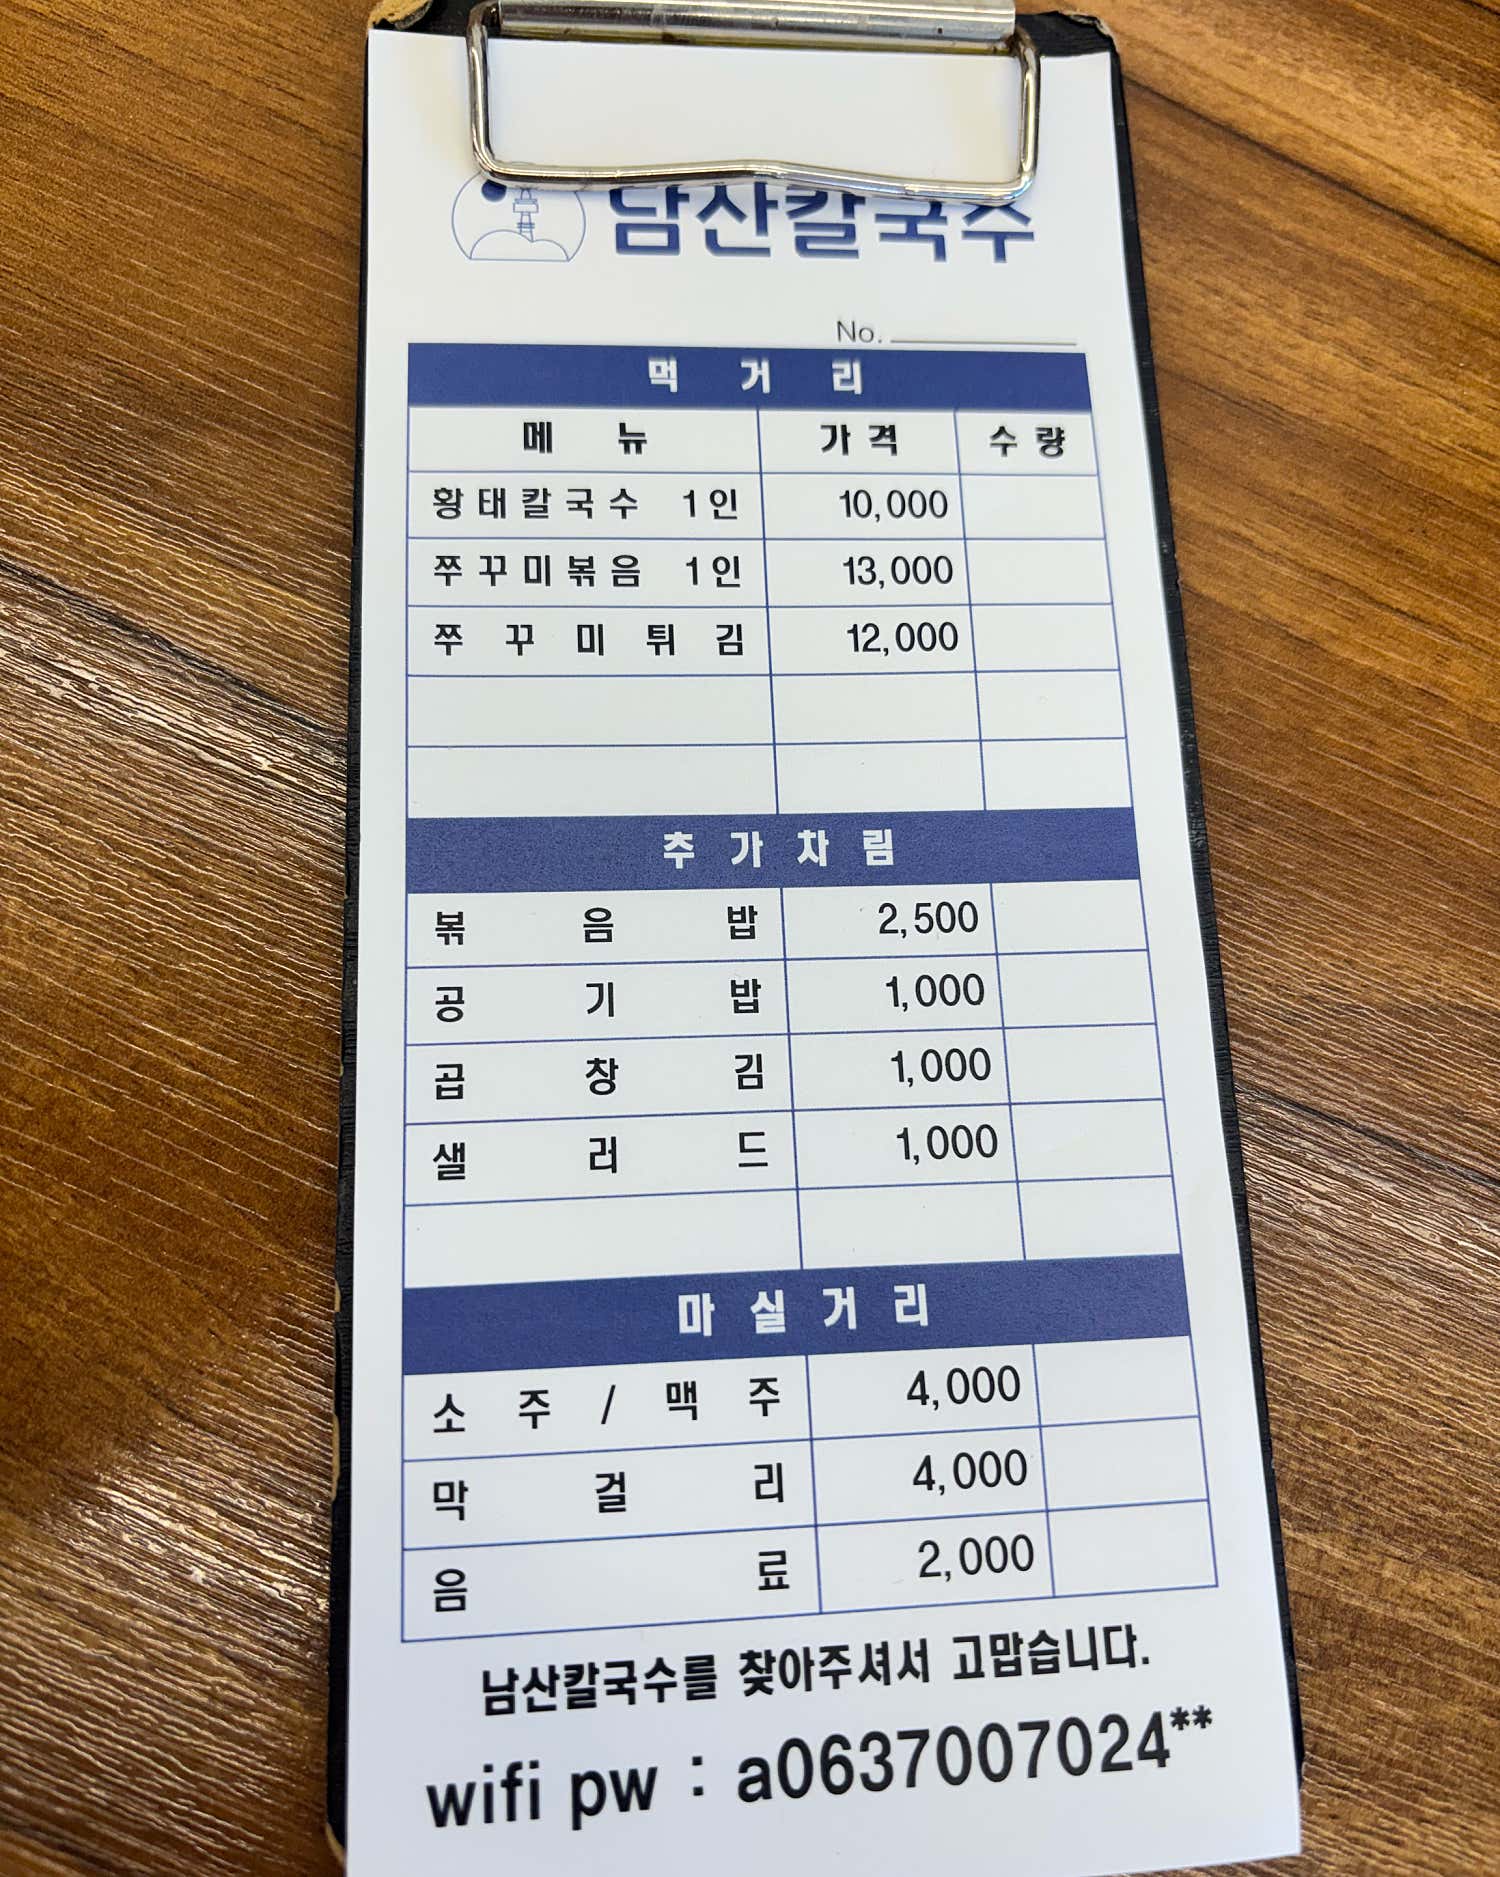 남산칼국수
No.
먹거리
메뉴 가격 수량
황태칼국수 1인 10,000
쭈꾸미볶음 1인 13,000
쭈꾸미튀김 12,000
추가차림
볶음밥 2,500
공기밥 1,000
곱창김 1,000
샐러드 1,000
마실거리
소주/맥주 4,000
막걸리 4,000
음료 2,000
남산칼국수를 찾아주셔서 고맙습니다.
wifi pw : a0637007024**